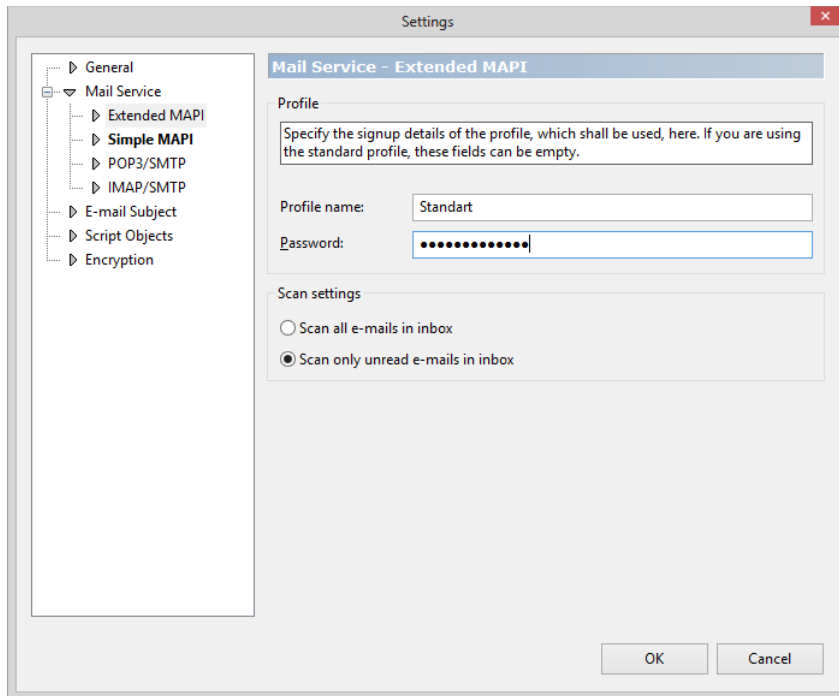 Settings
General
Mail Service
Extended MAPI
Simple MAPI
POP3/SMTP
IMAP/SMTP
E-mail Subject
Script Objects
Encryption
Mail Service - Extended MAPI
Profile
Specify the signup details of the profile, which shall be used, here. If you are using
the standard profile, these fields can be empty.
Profile name: Standart
Password: ●●●●●●●●●●●●●
Scan settings
Scan all e-mails in inbox
Scan only unread e-mails in inbox
OK Cancel